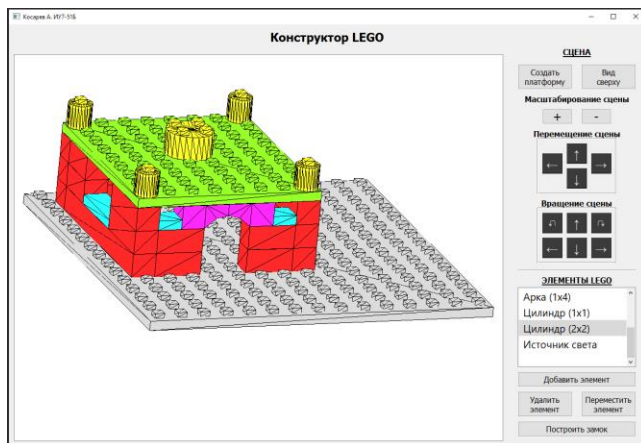 Косарев А. ИУ7-51Б
Конструктор LEGO
СЦЕНА
Создать
платформу
Вид
сверху
Масштабирование сцены
+ -
Перемещение сцены
← ↑ →
↓
Вращение сцены
↑
← ↓ →
ЭЛЕМЕНТЫ LEGO
Арка (1x4)
Цилиндр (1x1)
Цилиндр (2x2)
Источник света
Добавить элемент
Удалить
элемент
Переместить
элемент
Построить замок